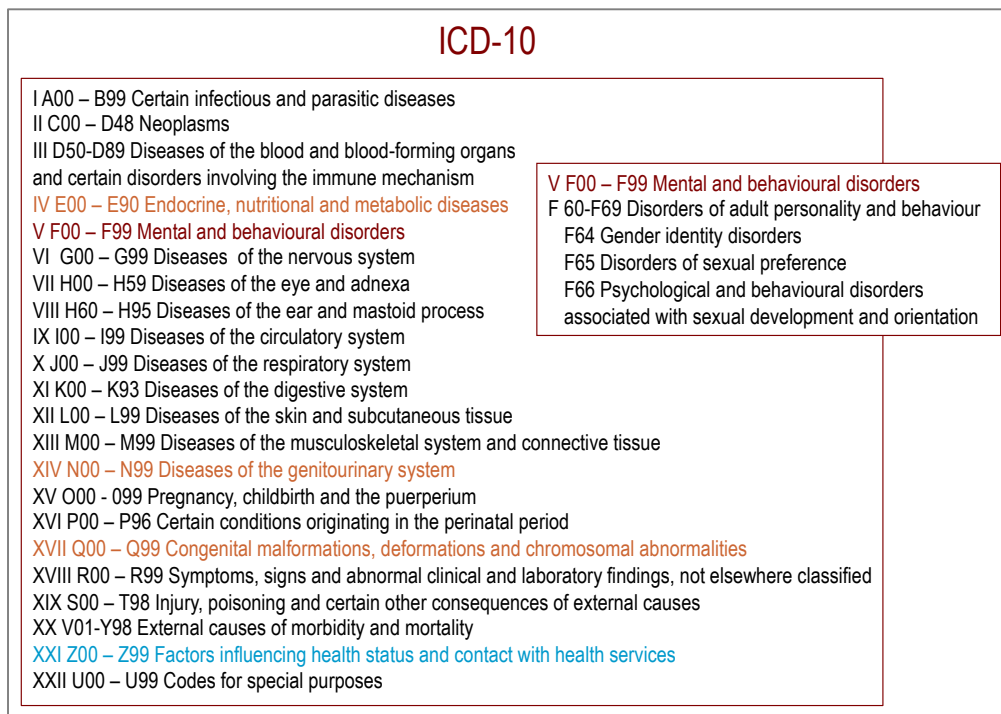 ICD-10
I A00 – B99 Certain infectious and parasitic diseases
II C00 – D48 Neoplasms
III D50-D89 Diseases of the blood and blood-forming organs
and certain disorders involving the immune mechanism
IV E00 – E90 Endocrine, nutritional and metabolic diseases
V F00 – F99 Mental and behavioural disorders
VI  G00 – G99 Diseases  of the nervous system
VII H00 – H59 Diseases of the eye and adnexa
VIII H60 – H95 Diseases of the ear and mastoid process
IX I00 – I99 Diseases of the circulatory system
X J00 – J99 Diseases of the respiratory system
XI K00 – K93 Diseases of the digestive system
XII L00 – L99 Diseases of the skin and subcutaneous tissue
XIII M00 – M99 Diseases of the musculoskeletal system and connective tissue
XIV N00 – N99 Diseases of the genitourinary system
XV O00 - 099 Pregnancy, childbirth and the puerperium
XVI P00 – P96 Certain conditions originating in the perinatal period
XVII Q00 – Q99 Congenital malformations, deformations and chromosomal abnormalities
XVIII R00 – R99 Symptoms, signs and abnormal clinical and laboratory findings, not elsewhere classified
XIX S00 – T98 Injury, poisoning and certain other consequences of external causes
XX V01-Y98 External causes of morbidity and mortality
XXI Z00 – Z99 Factors influencing health status and contact with health services
XXII U00 – U99 Codes for special purposes
V F00 – F99 Mental and behavioural disorders
F 60-F69 Disorders of adult personality and behaviour
F64 Gender identity disorders
F65 Disorders of sexual preference
F66 Psychological and behavioural disorders
associated with sexual development and orientation